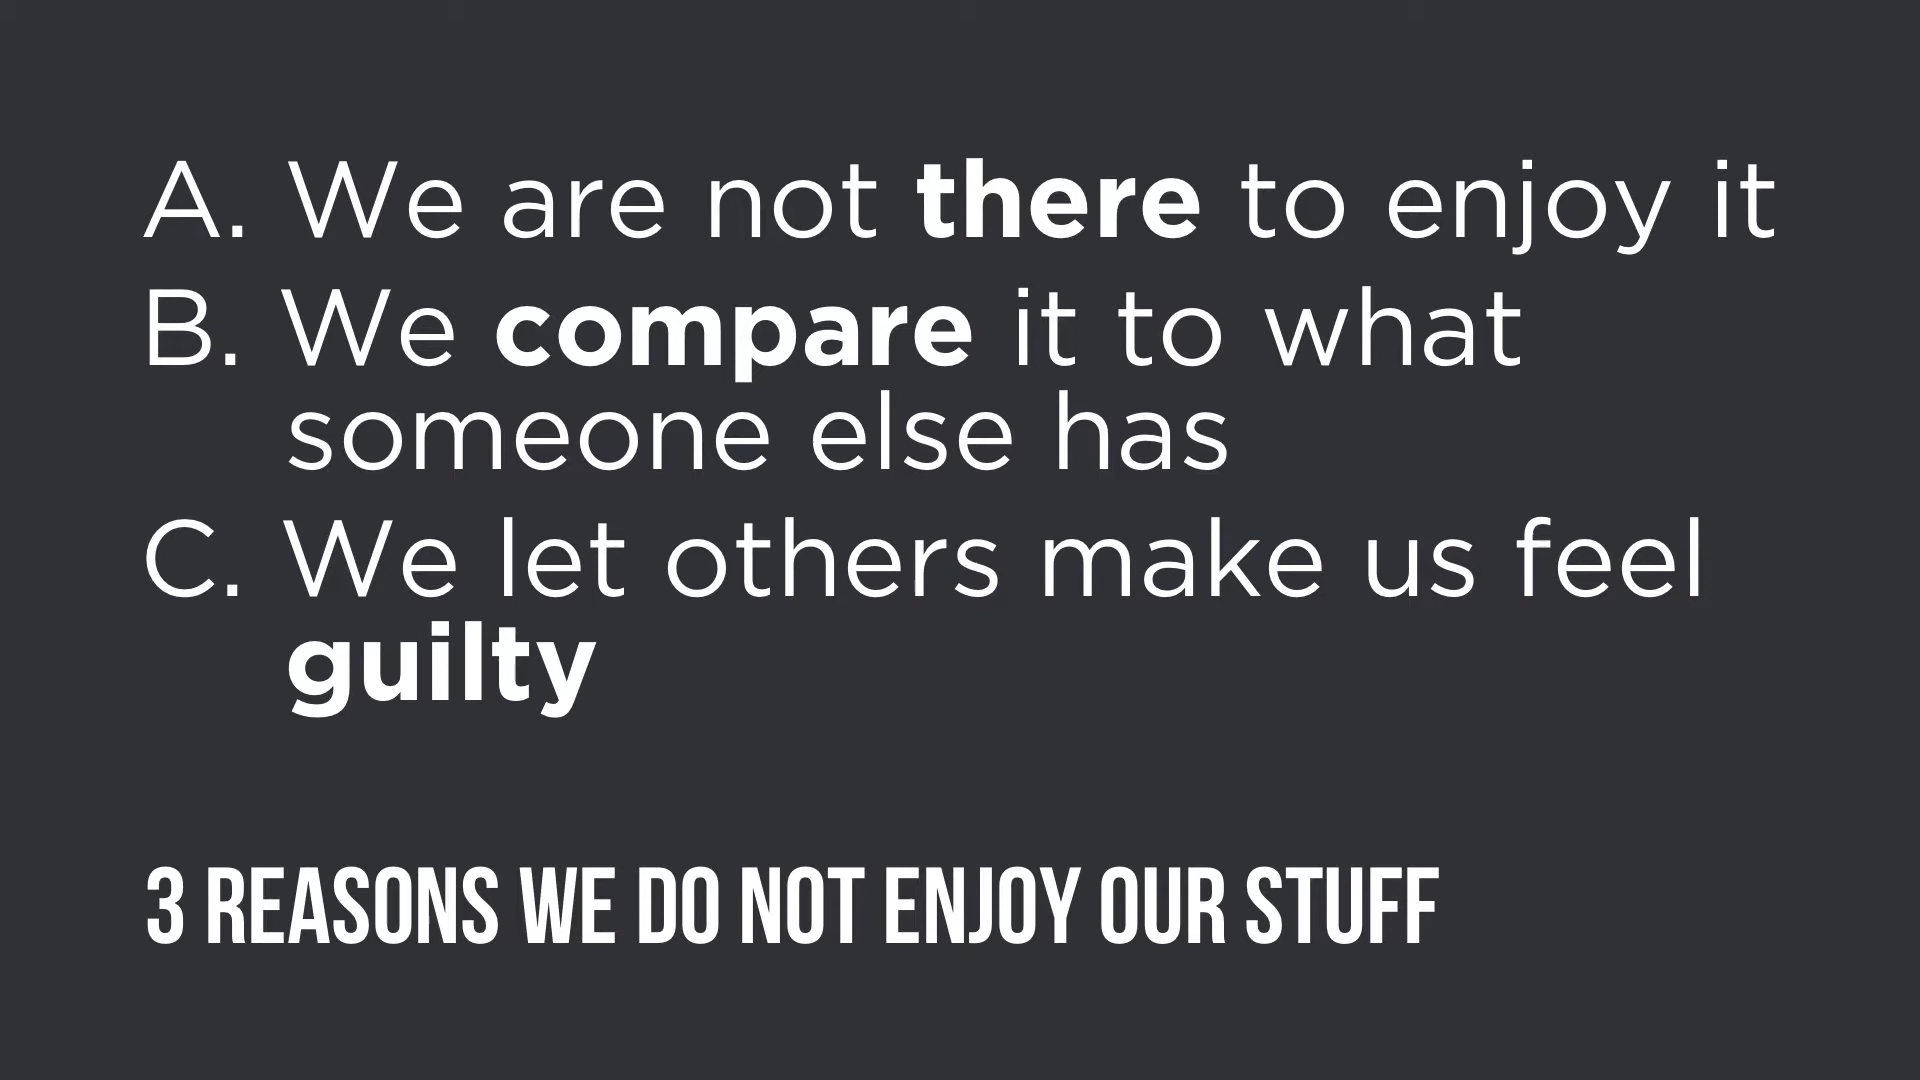 A. We are not there to enjoy it
B. We compare it to what
someone else has
C. We let others make us feel
guilty
3 REASONS WE DO NOT ENJOY OUR STUFF